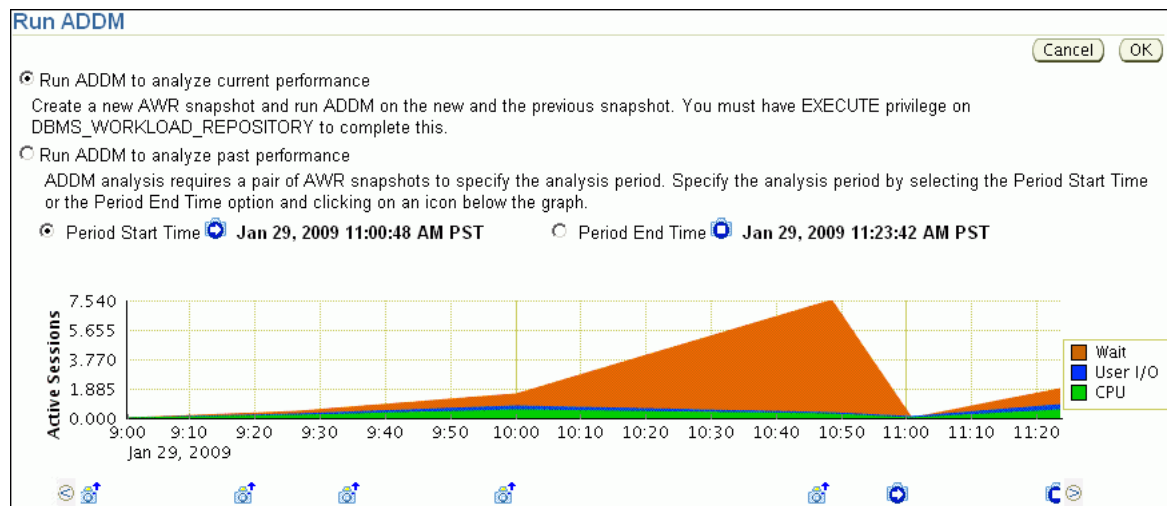 Run ADDM
Cancel
OK
Run ADDM to analyze current performance
Create a new AWR snapshot and run ADDM on the new and the previous snapshot. You must have EXECUTE privilege on
DBMS_WORKLOAD_REPOSITORY to complete this.
Run ADDM to analyze past performance
ADDM analysis requires a pair of AWR snapshots to specify the analysis period. Specify the analysis period by selecting the Period Start Time
or the Period End Time option and clicking on an icon below the graph.
Period Start Time Jan 29, 2009 11:00:48 AM PST
Period End Time Jan 29, 2009 11:23:42 AM PST
Active Sessions
7.540
5.655
3.770
1.885
0.000
Wait
User I/O
CPU
9:00 9:10 9:20 9:30 9:40 9:50 10:00 10:10 10:20 10:30 10:40 10:50 11:00 11:10 11:20
Jan 29, 2009